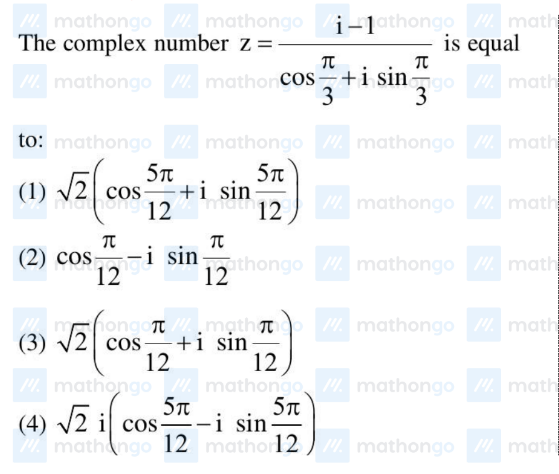 The complex number z = (i−1)/(cos π/3 + i sin π/3) is equal
to:
(1) √2(cos 5π/12 + i sin 5π/12)
(2) cos π/12 − i sin π/12
(3) √2(cos π/12 + i sin π/12)
(4) √2 i(cos 5π/12 − i sin 5π/12)
mathongo